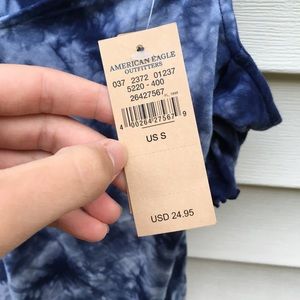 AMERICAN EAGLE
OUTFITTERS
037 2372 01237
5220 - 400
26427567
4 00264 27567 9
US S
USD 24.95